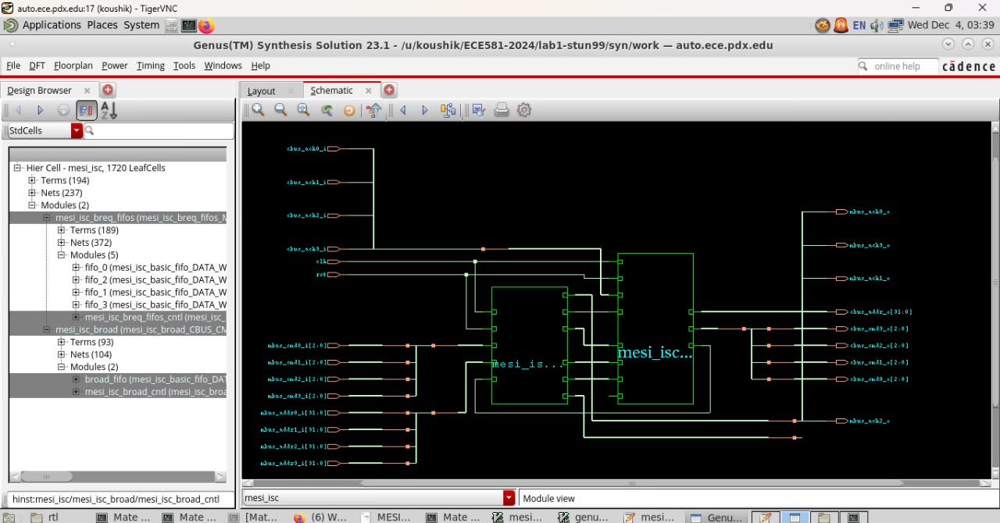 auto.ece.pdx.edu:17 (koushik) - TigerVNC
Applications Places System
EN
Wed Dec 4, 03:39
Genus(TM) Synthesis Solution 23.1 - /u/koushik/ECE581-2024/lab1-stun99/syn/work — auto.ece.pdx.edu
File DFT Floorplan Power Timing Tools Windows Help
online help
cādence
Design Browser
Layout
Schematic
StdCells
Hier Cell - mesi_isc, 1720 LeafCells
Terms (194)
Nets (237)
Modules (2)
mesi_isc_breq_fifos (mesi_isc_breq_fifos_M
Terms (189)
Nets (372)
Modules (5)
fifo_0 (mesi_isc_basic_fifo_DATA_W
fifo_2 (mesi_isc_basic_fifo_DATA_W
fifo_1 (mesi_isc_basic_fifo_DATA_W
fifo_3 (mesi_isc_basic_fifo_DATA_W
mesi_isc_breq_fifos_cntl (mesi_isc_
mesi_isc_broad (mesi_isc_broad_CBUS_CM
Terms (93)
Nets (104)
Modules (2)
broad_fifo (mesi_isc_basic_fifo_DAT
mesi_isc_broad_cntl (mesi_isc_broa
hinst:mesi_isc/mesi_isc_broad/mesi_isc_broad_cntl
cbus_ack0_i
cbus_ack1_i
cbus_ack2_i
cbus_ack3_i
clk
rst
mbus_cmd0_i[2:0]
mbus_cmd1_i[2:0]
mbus_cmd2_i[2:0]
mbus_cmd3_i[2:0]
mbus_addr0_i[31:0]
mbus_addr1_i[31:0]
mbus_addr2_i[31:0]
mbus_addr3_i[31:0]
mesi_is...
mesi_isc...
mbus_ack0_o
mbus_ack3_o
mbus_ack1_o
cbus_addr_o[31:0]
cbus_cmd3_o[2:0]
cbus_cmd2_o[2:0]
cbus_cmd1_o[2:0]
cbus_cmd0_o[2:0]
mbus_ack2_o
mesi_isc
Module view
rtl
Mate ...
Mate ...
[Mat...
(6) W...
MESI...
Mate ...
mesi...
genu...
mesi...
Genu...